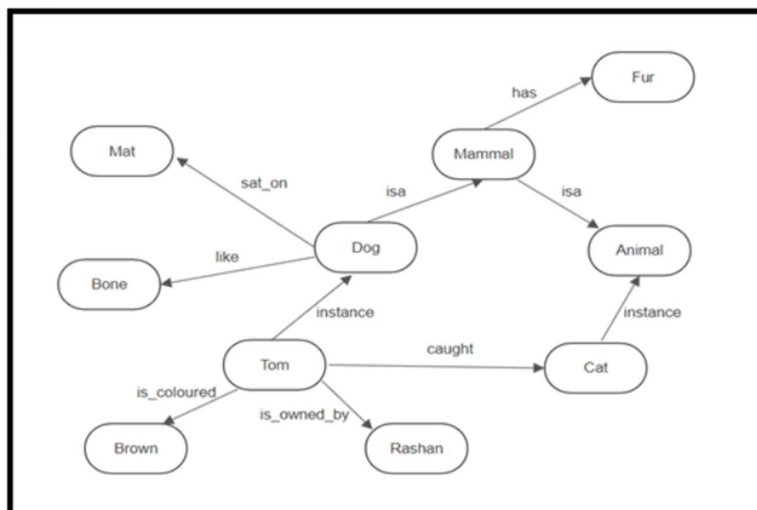 Fur
has
Mat
Mammal
sat_on
isa
isa
Dog
Animal
like
Bone
instance
instance
caught
Tom
Cat
is_coloured
is_owned_by
Brown
Rashan